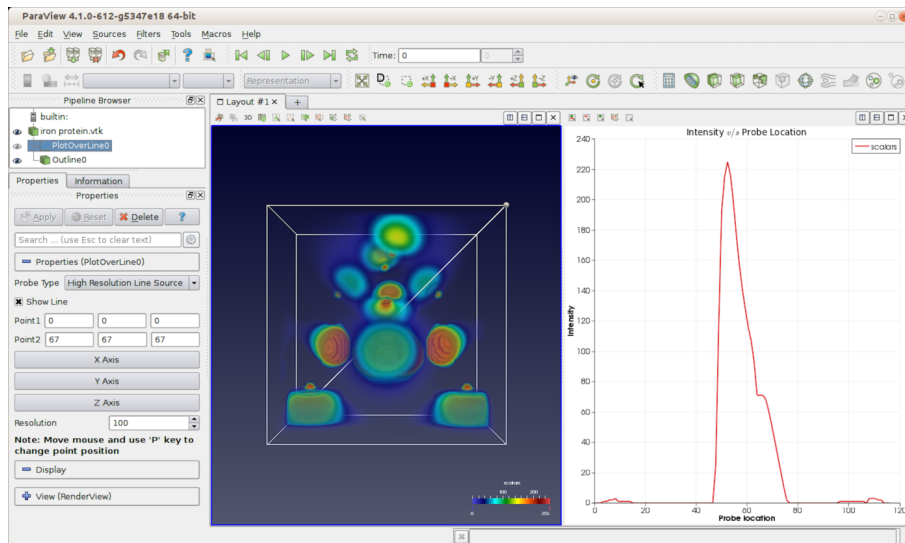 ParaView 4.1.0-612-g5347e18 64-bit
File Edit View Sources Filters Tools Macros Help
Time: 0 0
Representation
-X +Y -Y +Z -Z
Pipeline Browser
builtin:
iron protein.vtk
PlotOverLine0
Outline0
Properties Information
Properties
Apply Reset Delete ?
Search ... (use Esc to clear text)
Properties (PlotOverLine0)
Probe Type High Resolution Line Source
Show Line
Point1 0 0 0
Point2 67 67 67
X Axis
Y Axis
Z Axis
Resolution 100
Note: Move mouse and use 'P' key to
change point position
Display
View (RenderView)
Layout #1 × +
3D
scalars
100 200
0 255
Intensity v/s Probe Location
scalars
240
220
200
180
160
140
120
100
80
60
40
20
0
Intensity
0 20 40 60 80 100 120
Probe location